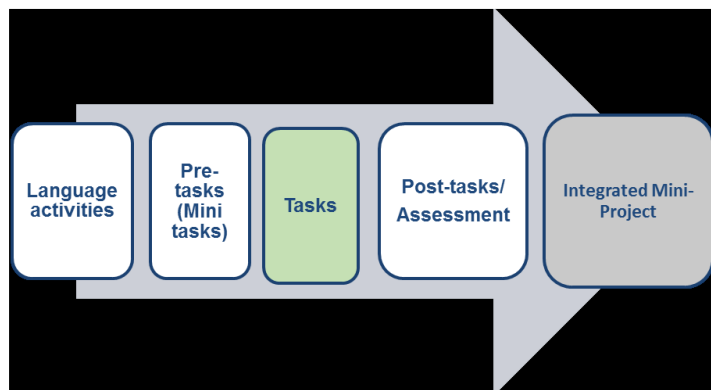 Language
activities
Pre-
tasks
(Mini
tasks)
Tasks
Post-tasks/
Assessment
Integrated Mini-
Project